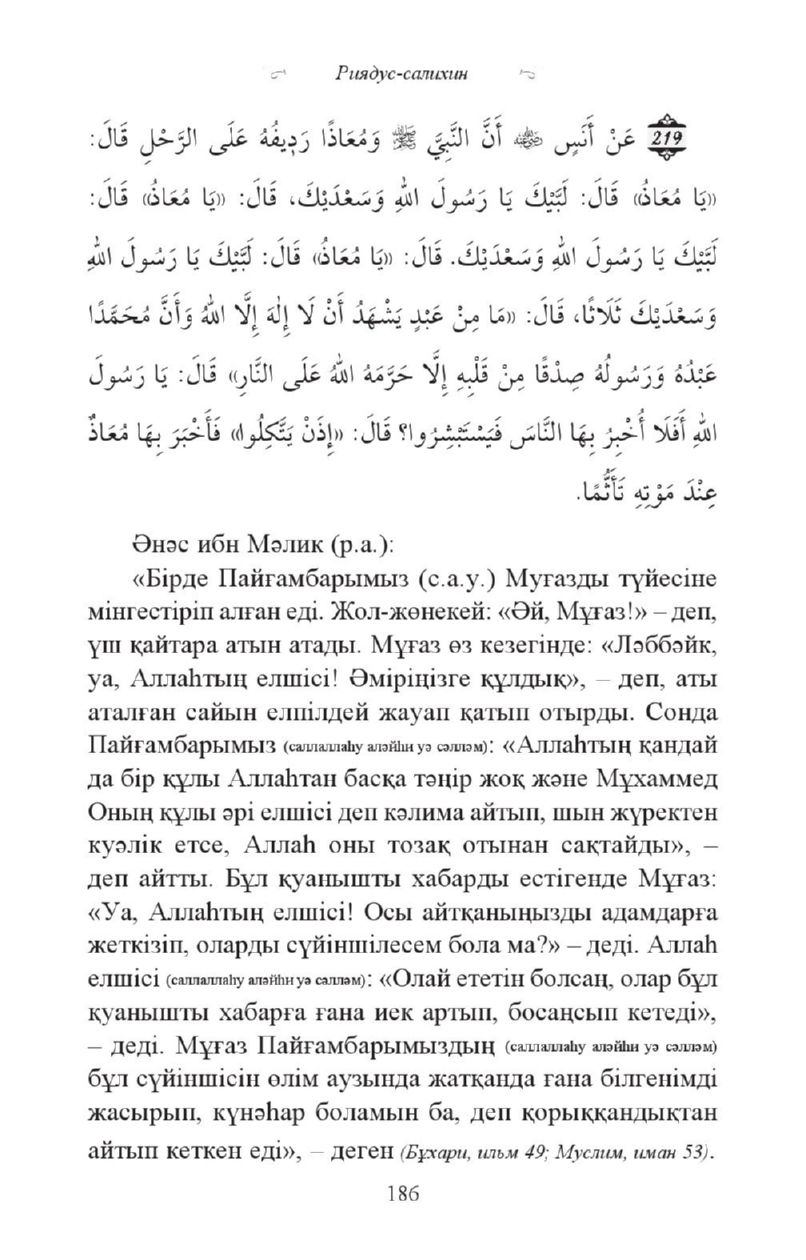 Риядус-салихин
219 عَنْ أَنَسٍ ﷺ أَنَّ النَّبِيَّ ﷺ وَمُعَاذًا رَدِيفُهُ عَلَى الرَّحْلِ قَالَ:
«يَا مُعَاذُ» قَالَ: لَبَّيْكَ يَا رَسُولَ اللهِ وَسَعْدَيْكَ، قَالَ: «يَا مُعَاذُ» قَالَ:
لَبَّيْكَ يَا رَسُولَ اللهِ وَسَعْدَيْكَ. قَالَ: «يَا مُعَاذُ» قَالَ: لَبَّيْكَ يَا رَسُولَ اللهِ
وَسَعْدَيْكَ ثَلَاثًا، قَالَ: «مَا مِنْ عَبْدٍ يَشْهَدُ أَنْ لَا إِلٰهَ إِلَّا اللهُ وَأَنَّ مُحَمَّدًا
عَبْدُهُ وَرَسُولُهُ صِدْقًا مِنْ قَلْبِهِ إِلَّا حَرَّمَهُ اللهُ عَلَى النَّارِ» قَالَ: يَا رَسُولَ
اللهِ أَفَلَا أُخْبِرُ بِهَا النَّاسَ فَيَسْتَبْشِرُوا؟ قَالَ: «إِذَنْ يَتَّكِلُوا» فَأَخْبَرَ بِهَا مُعَاذٌ
عِنْدَ مَوْتِهِ تَأَثُّمًا.
Әнәс ибн Мәлик (р.а.):
«Бірде Пайғамбарымыз (с.а.у.) Муғазды түйесіне
мінгестіріп алған еді. Жол-жөнекей: «Әй, Мұғаз!» – деп,
үш қайтара атын атады. Мұғаз өз кезегінде: «Ләббәйк,
уа, Аллаһтың елшісі! Өміріңізге құлдық», – деп, аты
аталған сайын елпілдей жауап қатып отырды. Сонда
Пайғамбарымыз (саллаллаһу аләйһи уә сәлләм): «Аллаһтың қандай
да бір құлы Аллаһтан басқа тәңір жоқ және Мұхаммед
Оның құлы әрі елшісі деп кәлима айтып, шын жүректен
куәлік етсе, Аллаһ оны тозақ отынан сақтайды», –
деп айтты. Бұл қуанышты хабарды естігенде Мұғаз:
«Уа, Аллаһтың елшісі! Осы айтқаныңызды адамдарға
жеткізіп, оларды сүйіншілесем бола ма?» – деді. Аллаһ
елшісі (саллаллаһу аләйһи уә сәлләм): «Олай ететін болсаң, олар бұл
қуанышты хабарға ғана иек артып, босаңсып кетеді»,
– деді. Мұғаз Пайғамбарымыздың (саллаллаһу аләйһи уә сәлләм)
бұл сүйіншісін өлім аузында жатқанда ғана білгенімді
жасырып, күнәһар боламын ба, деп қорыққандықтан
айтып кеткен еді», – деген (Бұхари, ильм 49; Муслим, иман 53).
186